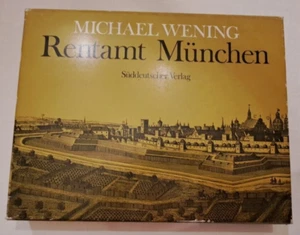 MICHAEL WENING
Rentamt München
Süddeutscher Verlag